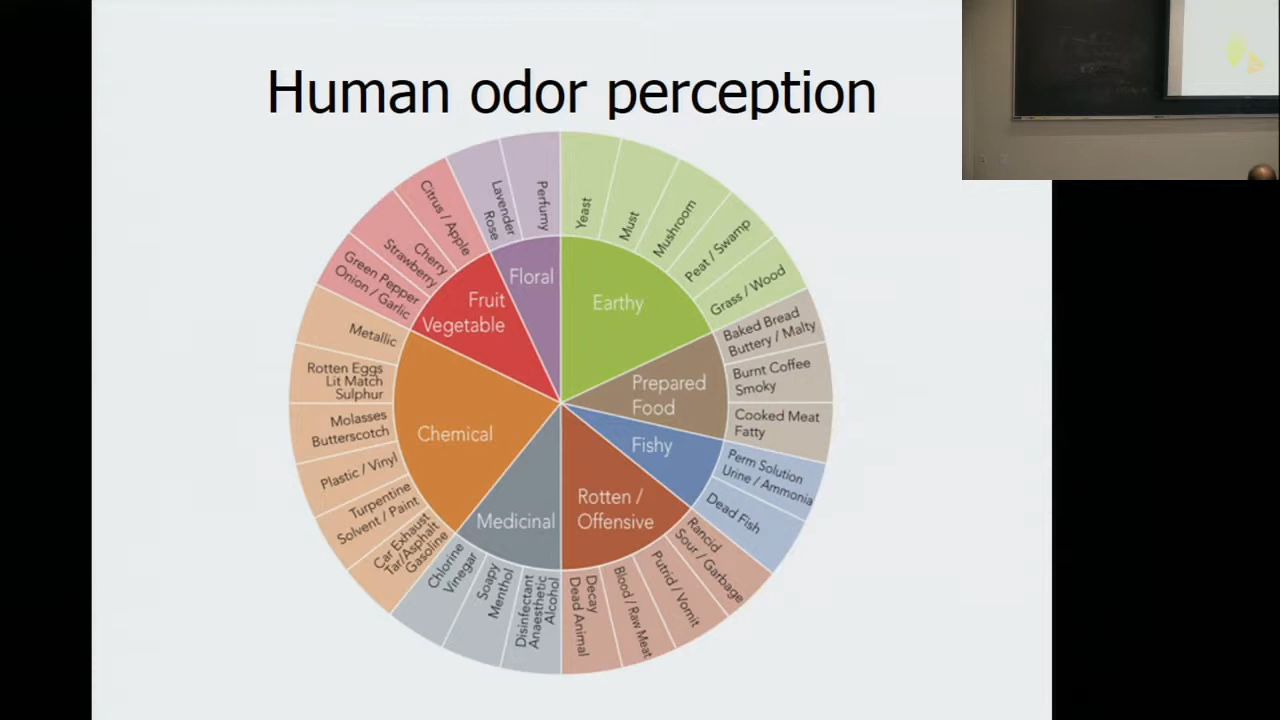 Human odor perception
Perfumy
Yeast
Must
Mushroom
Peat / Swamp
Grass / Wood
Baked Bread
Buttery / Malty
Burnt Coffee
Smoky
Cooked Meat
Fatty
Perm Solution
Urine / Ammonia
Dead Fish
Rancid
Sour / Garbage
Putrid / Vomit
Blood / Raw Meat
Decay
Dead Animal
Disinfectant
Anaesthetic
Alcohol
Soapy
Menthol
Chlorine
Vinegar
Car Exhaust
Tar/Asphalt
Gasoline
Turpentine
Solvent / Paint
Plastic / Vinyl
Molasses
Butterscotch
Rotten Eggs
Lit Match
Sulphur
Metallic
Green Pepper
Onion / Garlic
Cherry
Strawberry
Citrus / Apple
Lavender
Rose
Floral
Earthy
Prepared
Food
Fishy
Rotten /
Offensive
Medicinal
Chemical
Fruit
Vegetable